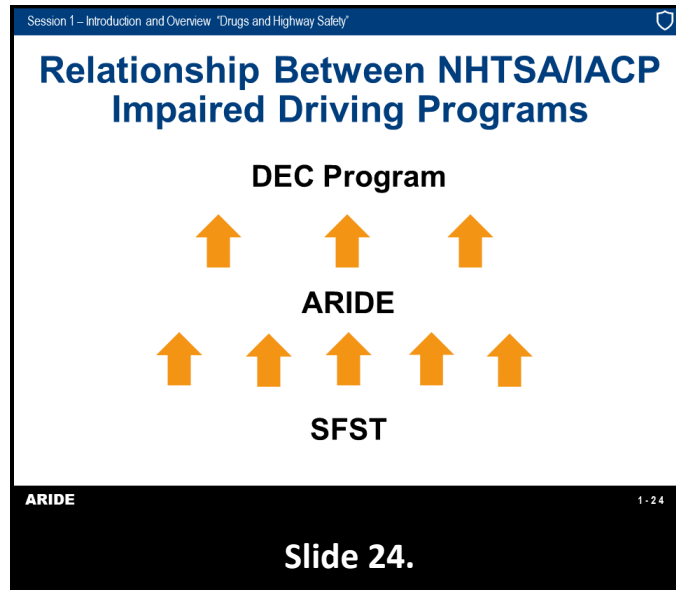 Session 1 – Introduction and Overview "Drugs and Highway Safety"
Relationship Between NHTSA/IACP
Impaired Driving Programs
DEC Program
ARIDE
SFST
ARIDE
1-24
Slide 24.